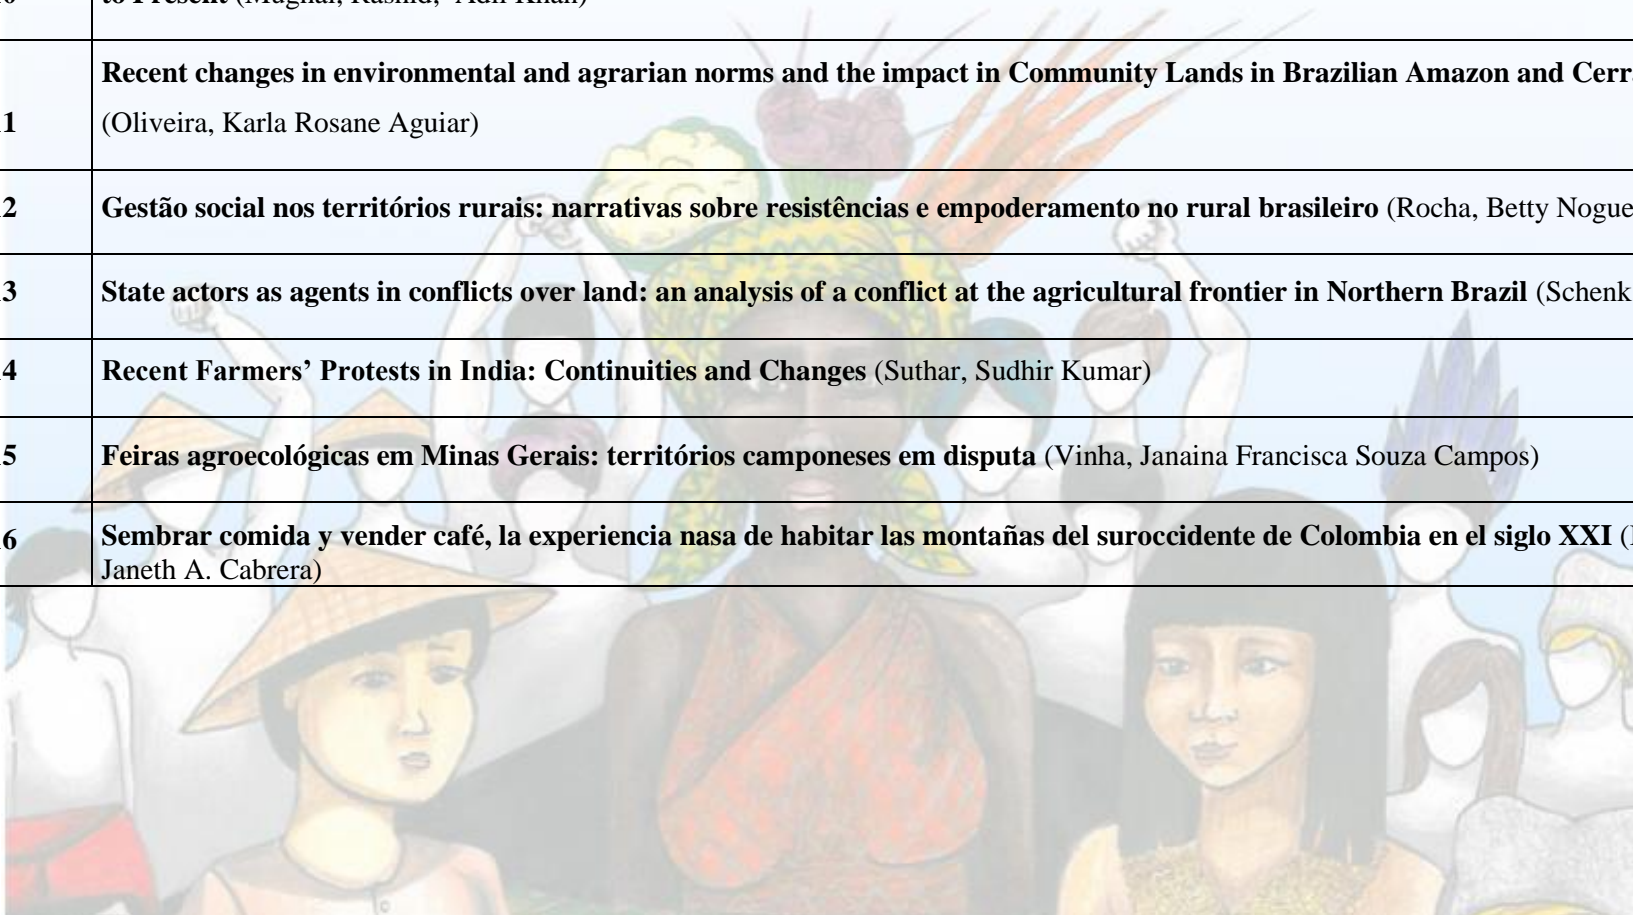 to Present (Mughal, Rashid, Adil Khan)
Recent changes in environmental and agrarian norms and the impact in Community Lands in Brazilian Amazon and
1 (Oliveira, Karla Rosane Aguiar)
2 Gestão social nos territórios rurais: narrativas sobre resistências e empoderamento no rural brasileiro (Rocha, Betty
3 State actors as agents in conflicts over land: an analysis of a conflict at the agricultural frontier in Northern Brazil (Schenk
4 Recent Farmers’ Protests in India: Continuities and Changes (Suthar, Sudhir Kumar)
5 Feiras agroecológicas em Minas Gerais: territórios camponeses em disputa (Vinha, Janaina Francisca Souza Campos)
6 Sembrar comida y vender café, la experiencia nasa de habitar las montañas del suroccidente de Colombia en el siglo XXI (
Janeth A. Cabrera)